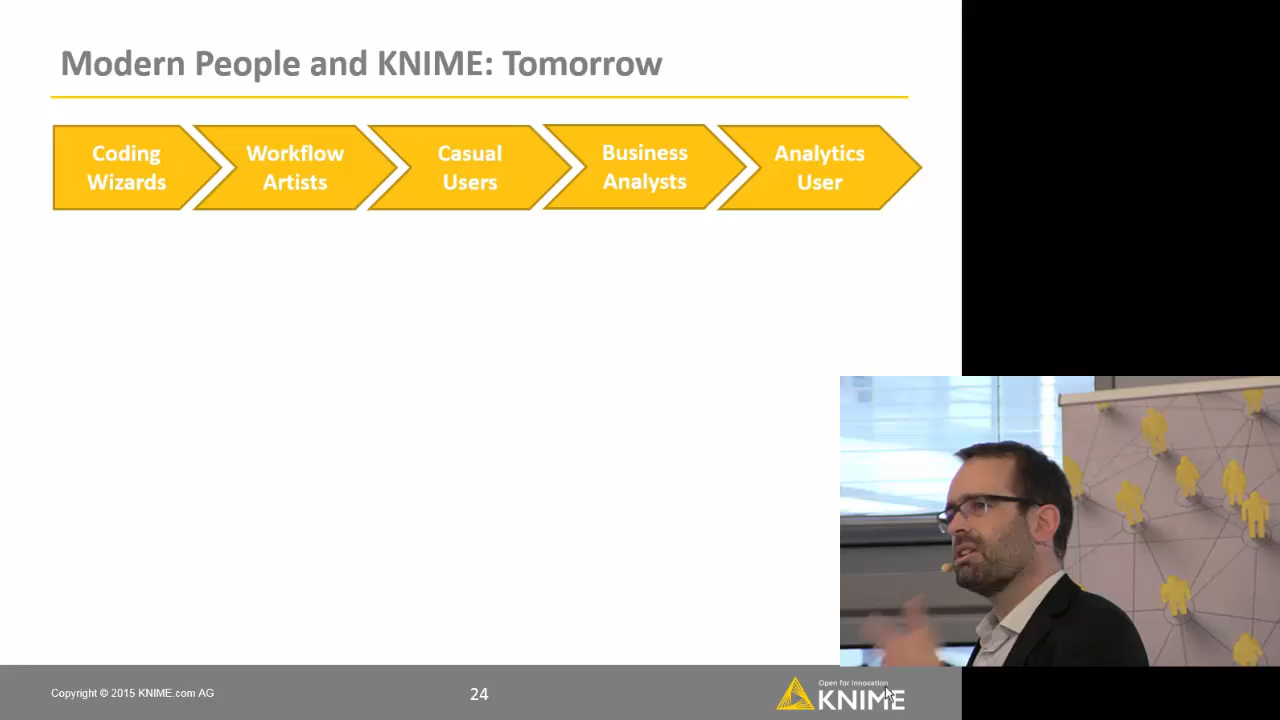 Modern People and KNIME: Tomorrow
Coding
Wizards
Workflow
Artists
Casual
Users
Business
Analysts
Analytics
User
Copyright © 2015 KNIME.com AG
24
Open for Innovation
KNIME